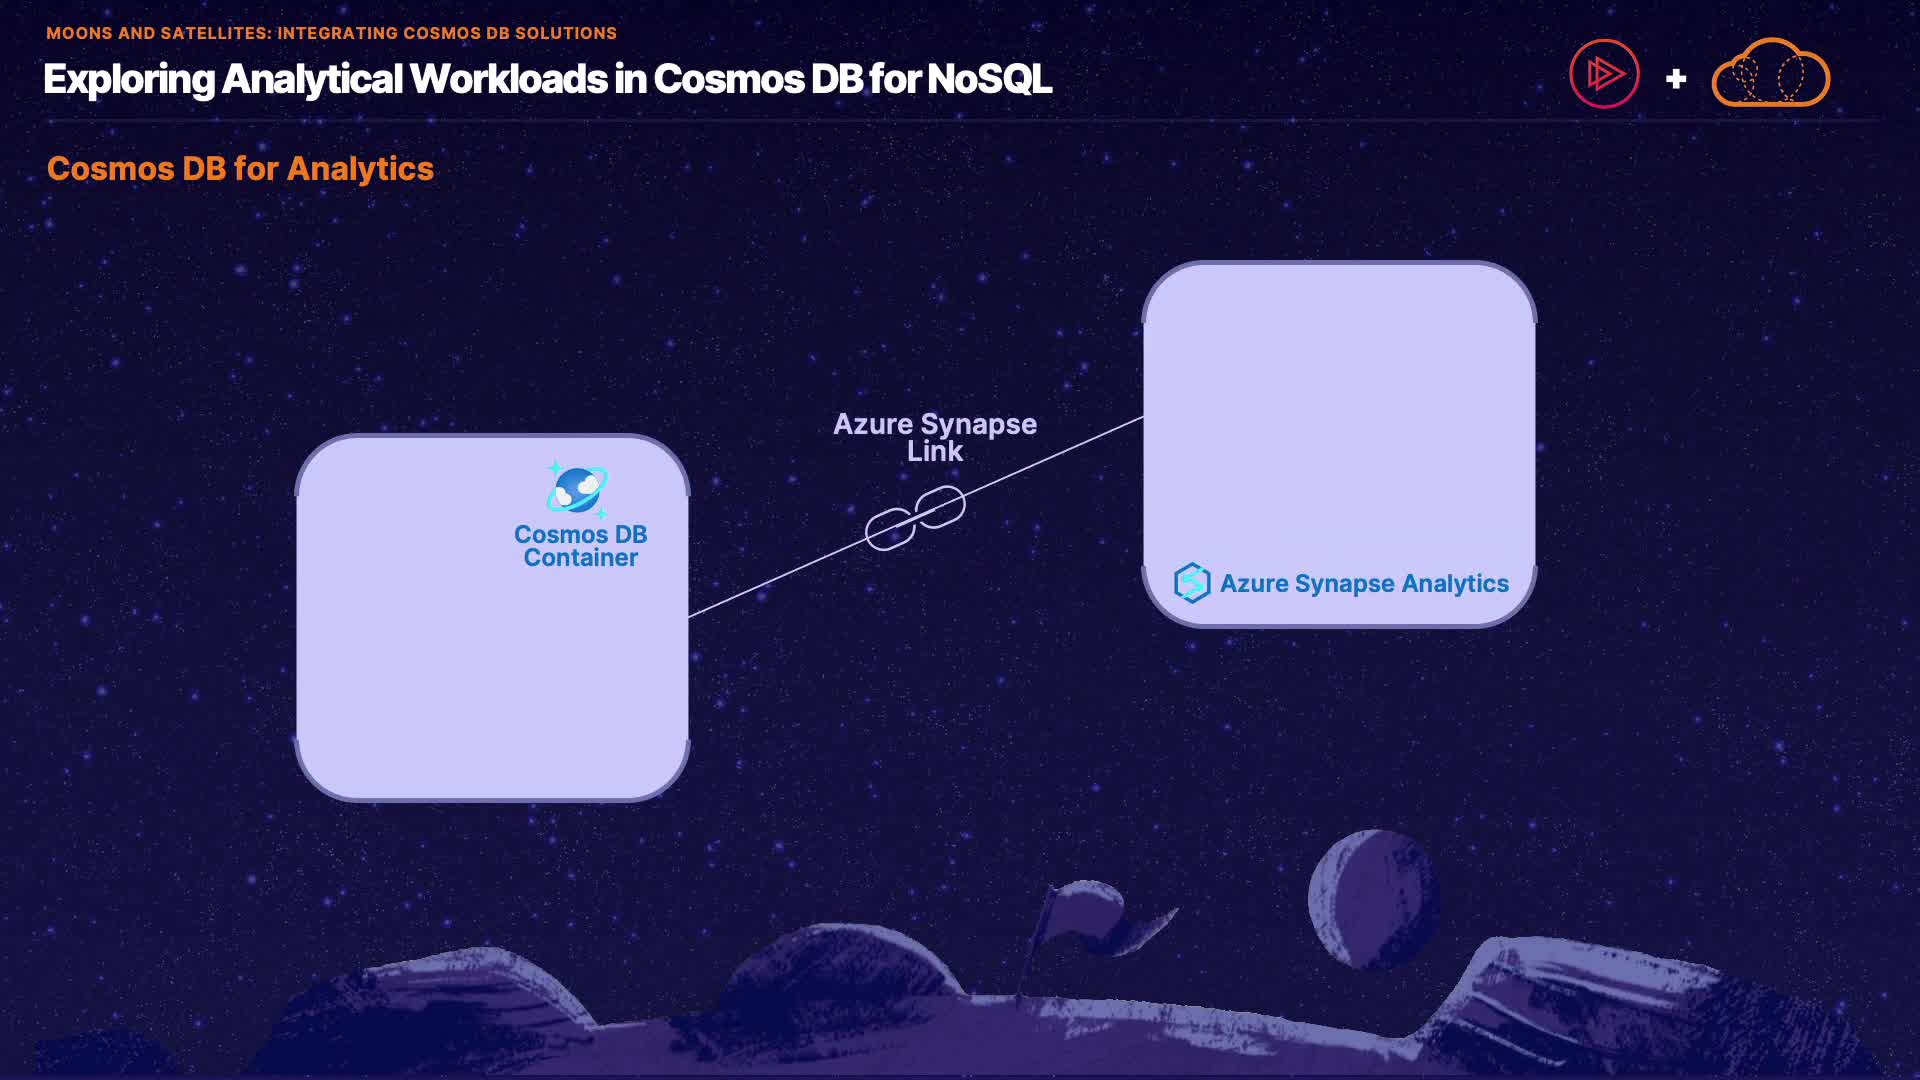 MOONS AND SATELLITES: INTEGRATING COSMOS DB SOLUTIONS
Exploring Analytical Workloads in Cosmos DB for NoSQL
+
Cosmos DB for Analytics
Azure Synapse
Link
Cosmos DB
Container
Azure Synapse Analytics